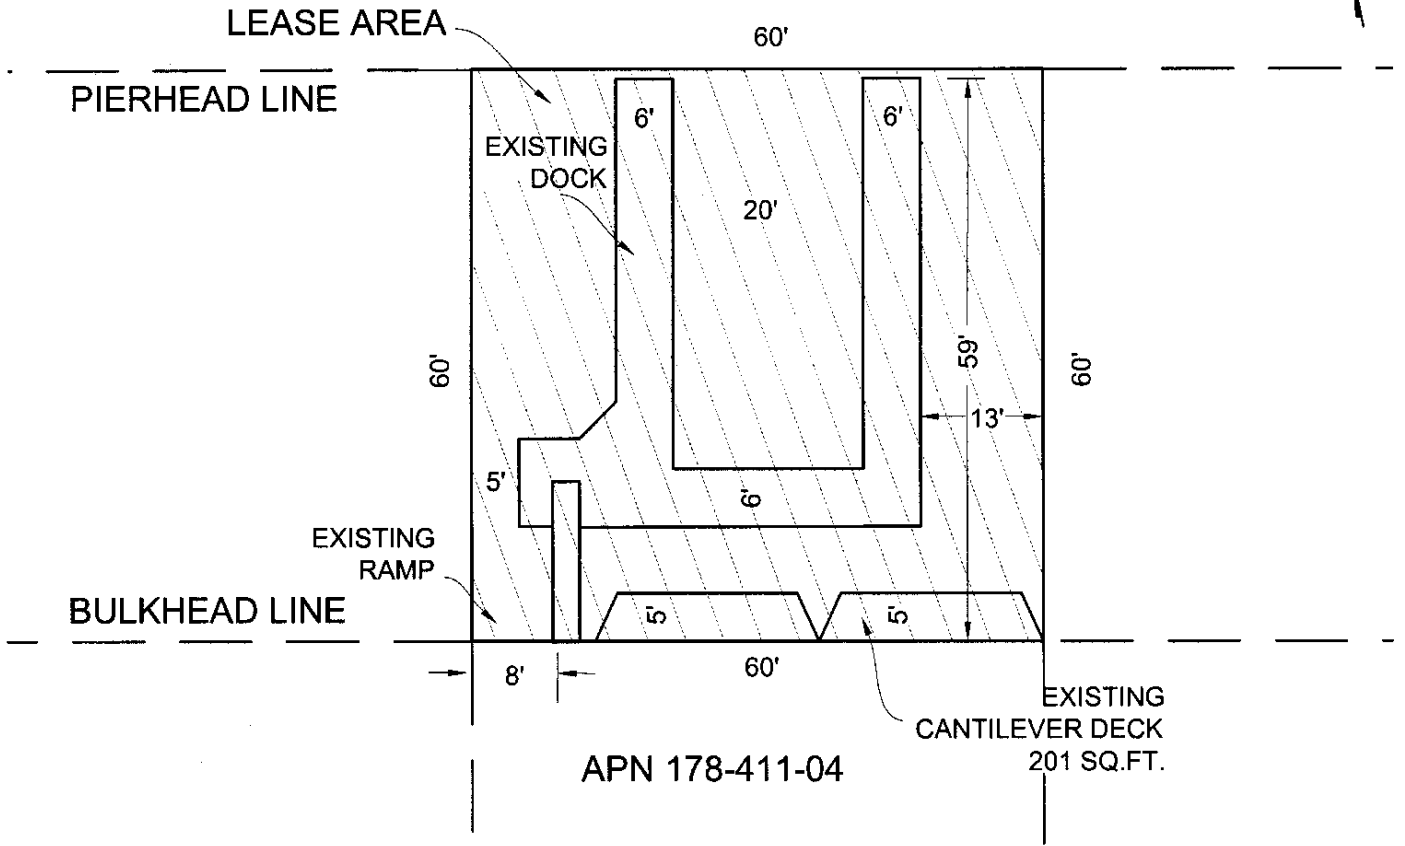 LEASE AREA
60'
PIERHEAD LINE
6'
6'
EXISTING
DOCK
20'
60'
59'
60'
13'
5'
6'
EXISTING
RAMP
BULKHEAD LINE
5'
5'
8'
60'
EXISTING
CANTILEVER DECK
201 SQ.FT.
APN 178-411-04